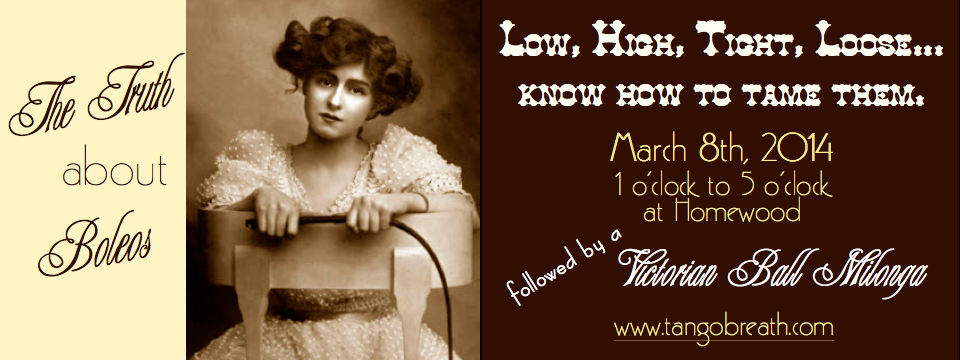 The Truth
about
Boleos
Low, High, Tight, Loose...
know how to tame them.
March 8th, 2014
1 o'clock to 5 o'clock
at Homewood
followed by a
Victorian Ball Milonga
www.tangobreath.com